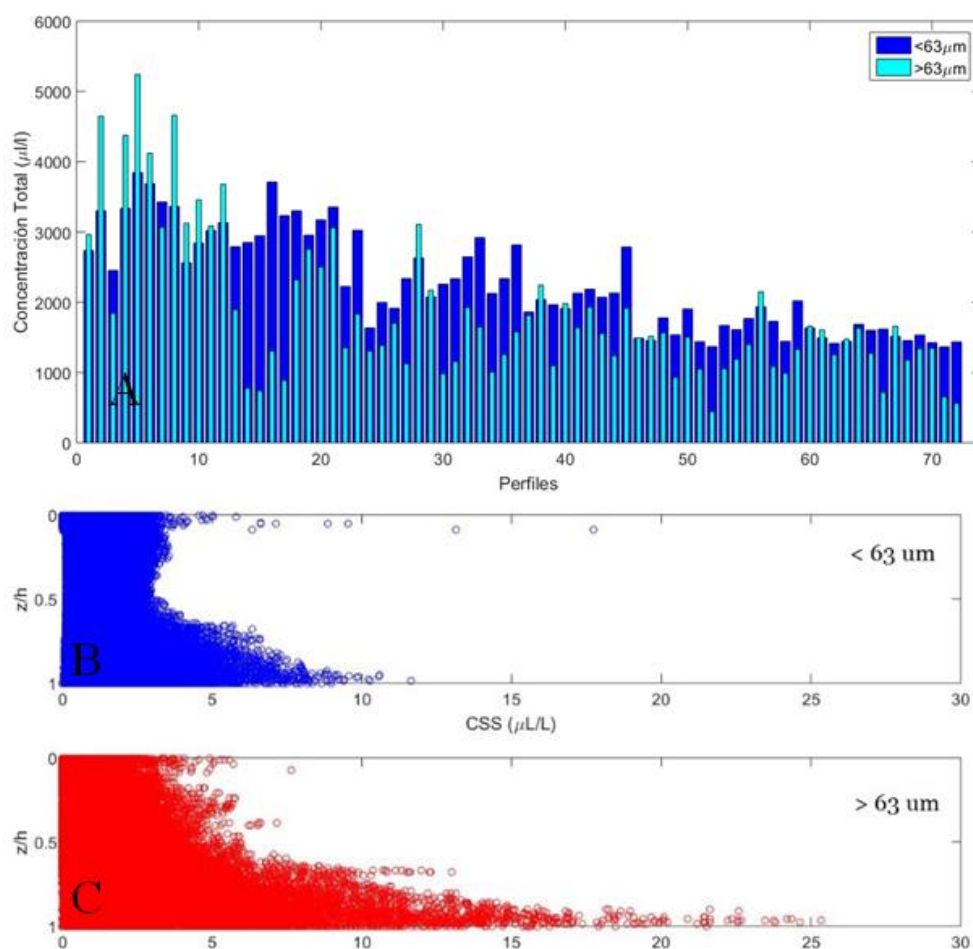 6000
5000
4000
3000
2000
1000
0
Concentración Total (μl/l)
<63μm
>63μm
A
0 10 20 30 40 50 60 70
Perfiles
0
0.5
1
z/h
< 63 um
B
0 5 10 15 20 25 30
CSS (μL/L)
0
0.5
1
z/h
> 63 um
C
0 5 10 15 20 25 30